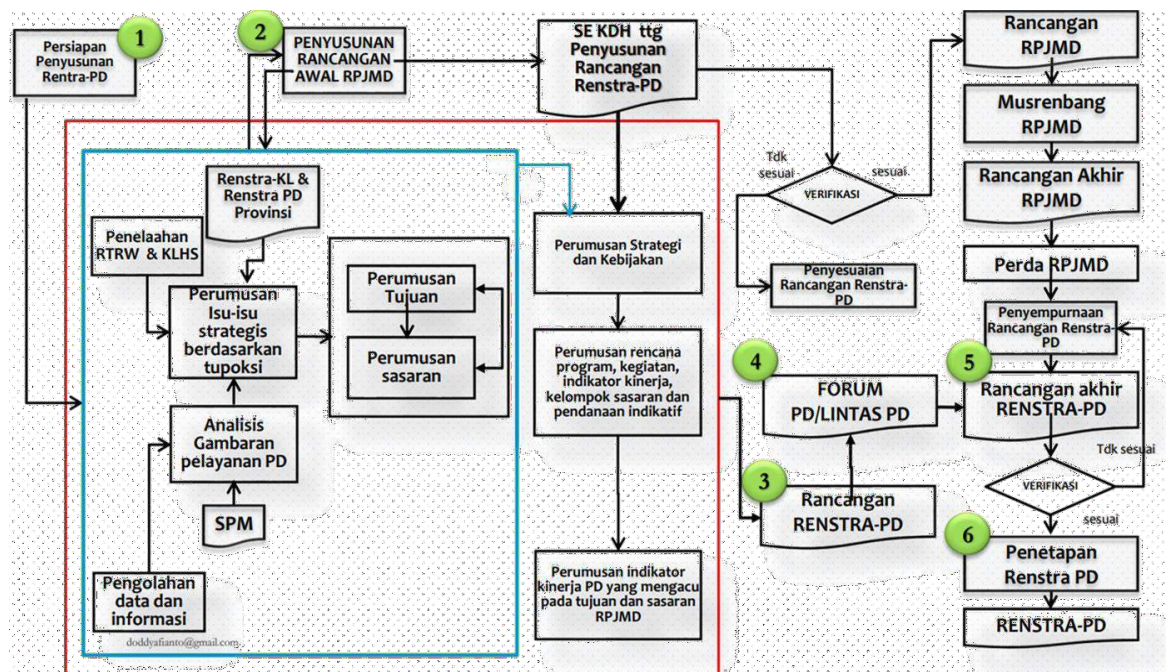 1
Persiapan
Penyusunan
Rentra-PD
2
PENYUSUNAN
RANCANGAN
AWAL RPJMD
SE KDH ttg
Penyusunan
Rancangan
Renstra-PD
Rancangan
RPJMD
Musrenbang
RPJMD
Rancangan Akhir
RPJMD
Perda RPJMD
Penyempurnaan
Rancangan Renstra-
PD
Tdk
sesuai
sesuai
VERIFIKASI
Penyesuaian
Rancangan Renstra-
PD
Renstra-KL &
Renstra PD
Provinsi
Penelaahan
RTRW & KLHS
Perumusan
Isu-isu
strategis
berdasarkan
tupoksi
Perumusan
Tujuan
Perumusan
sasaran
Analisis
Gambaran
pelayanan PD
SPM
Pengolahan
data dan
informasi
doddyafianto@gmail.com
Perumusan Strategi
dan Kebijakan
Perumusan rencana
program, kegiatan,
indikator kinerja,
kelompok sasaran dan
pendanaan indikatif
Perumusan indikator
kinerja PD yang mengacu
pada tujuan dan sasaran
RPJMD
3
Rancangan
RENSTRA-PD
4
FORUM
PD/LINTAS PD
5
Rancangan akhir
RENSTRA-PD
Tdk sesuai
VERIFIKASI
sesuai
6
Penetapan
Renstra PD
RENSTRA-PD